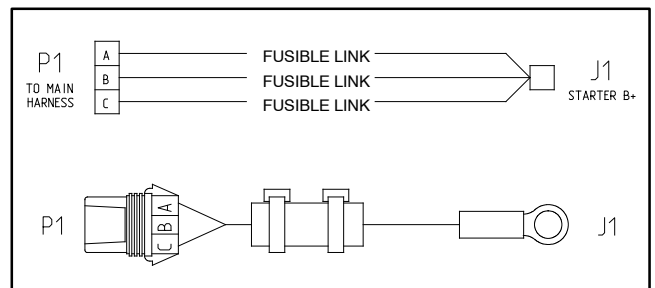 P1
TO MAIN
HARNESS
A
B
C
FUSIBLE LINK
FUSIBLE LINK
FUSIBLE LINK
J1
STARTER B+
P1
A
B
C
J1